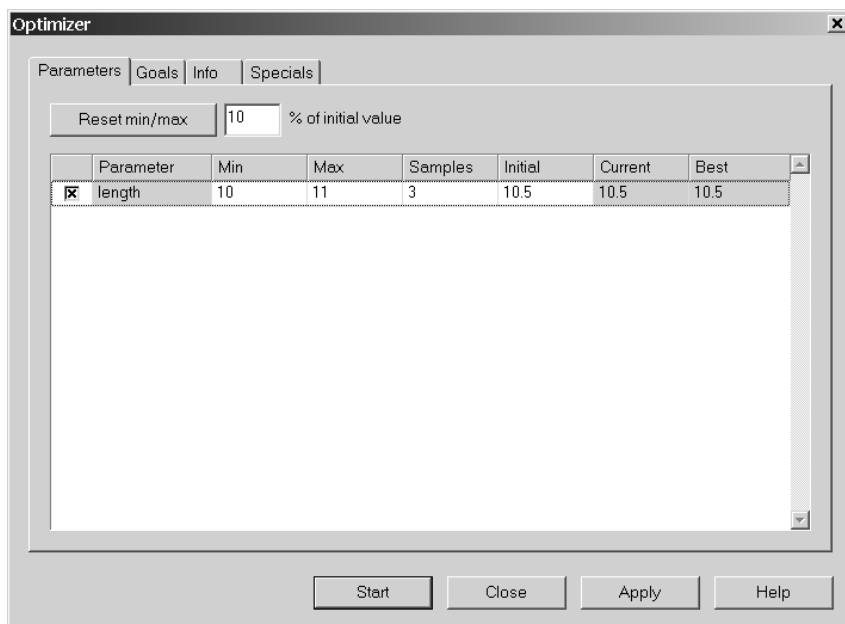 Optimizer
Parameters Goals Info Specials
Reset min/max 10 % of initial value
Parameter Min Max Samples Initial Current Best
length 10 11 3 10.5 10.5 10.5
Start Close Apply Help